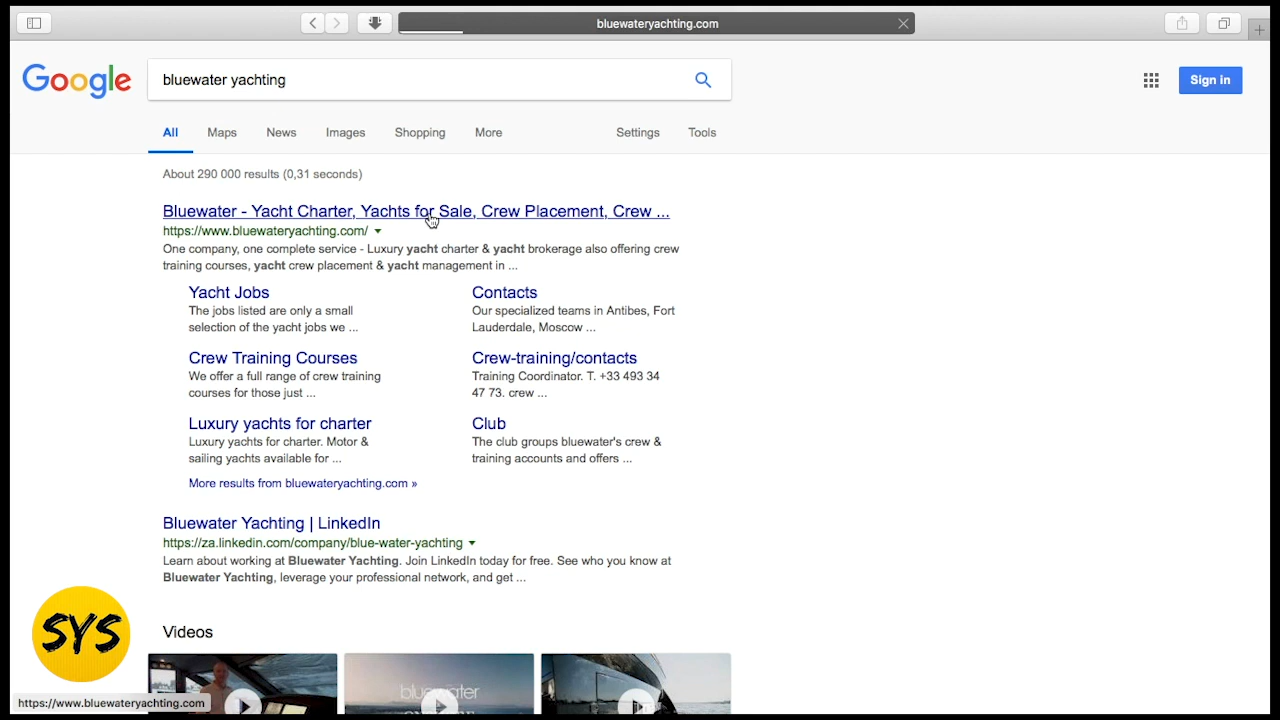 bluewateryachting.com
Google
bluewater yachting
Sign in
All Maps News Images Shopping More Settings Tools
About 290 000 results (0,31 seconds)
Bluewater - Yacht Charter, Yachts for Sale, Crew Placement, Crew ...
https://www.bluewateryachting.com/
One company, one complete service - Luxury yacht charter & yacht brokerage also offering crew
training courses, yacht crew placement & yacht management in ...
Yacht Jobs
The jobs listed are only a small
selection of the yacht jobs we ...
Contacts
Our specialized teams in Antibes, Fort
Lauderdale, Moscow ...
Crew Training Courses
We offer a full range of crew training
courses for those just ...
Crew-training/contacts
Training Coordinator. T. +33 493 34
47 73. crew ...
Luxury yachts for charter
Luxury yachts for charter. Motor &
sailing yachts available for ...
Club
The club groups bluewater's crew &
training accounts and offers ...
More results from bluewateryachting.com »
Bluewater Yachting | LinkedIn
https://za.linkedin.com/company/blue-water-yachting
Learn about working at Bluewater Yachting. Join LinkedIn today for free. See who you know at
Bluewater Yachting, leverage your professional network, and get ...
Videos
bluewater
SYS
https://www.bluewateryachting.com